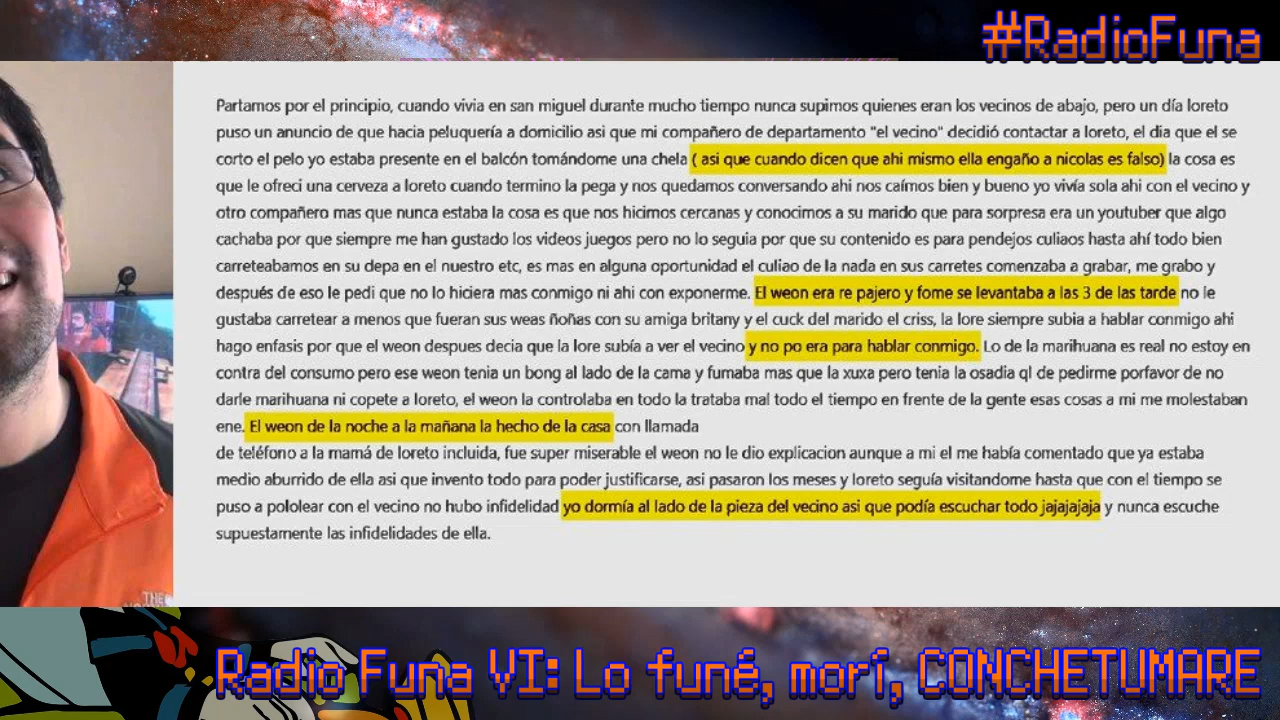 #RadioFuna
Partamos por el principio, cuando vivia en san miguel durante mucho tiempo nunca supimos quienes eran los vecinos de abajo, pero un día loreto
puso un anuncio de que hacia peluquería a domicilio asi que mi compañero de departamento "el vecino" decidió contactar a loreto, el dia que el se
corto el pelo yo estaba presente en el balcón tomándome una chela ( asi que cuando dicen que ahi mismo ella engaño a nicolas es falso) la cosa es
que le ofreci una cerveza a loreto cuando termino la pega y nos quedamos conversando ahi nos caímos bien y bueno yo vivía sola ahi con el vecino y
otro compañero mas que nunca estaba la cosa es que nos hicimos cercanas y conocimos a su marido que para sorpresa era un youtuber que algo
cachaba por que siempre me han gustado los videos juegos pero no lo seguia por que su contenido es para pendejos culiaos hasta ahí todo bien
carreteabamos en su depa en el nuestro etc, es mas en alguna oportunidad el culiao de la nada en sus carretes comenzaba a grabar, me grabo y
después de eso le pedi que no lo hiciera mas conmigo ni ahi con exponerme. El weon era re pajero y fome se levantaba a las 3 de las tarde no le
gustaba carretear a menos que fueran sus weas ñoñas con su amiga britany y el cuck del marido el criss, la lore siempre subia a hablar conmigo ahi
hago enfasis por que el weon despues decia que la lore subía a ver el vecino y no po era para hablar conmigo. Lo de la marihuana es real no estoy en
contra del consumo pero ese weon tenia un bong al lado de la cama y fumaba mas que la xuxa pero tenia la osadia ql de pedirme porfavor de no
darle marihuana ni copete a loreto, el weon la controlaba en todo la trataba mal todo el tiempo en frente de la gente esas cosas a mi me molestaban
ene. El weon de la noche a la mañana la hecho de la casa con llamada
de teléfono a la mamá de loreto incluida, fue super miserable el weon no le dio explicacion aunque a mi el me había comentado que ya estaba
medio aburrido de ella asi que invento todo para poder justificarse, asi pasaron los meses y loreto seguía visitandome hasta que con el tiempo se
puso a pololear con el vecino no hubo infidelidad yo dormía al lado de la pieza del vecino asi que podía escuchar todo jajajajaja y nunca escuche
supuestamente las infidelidades de ella.
THE
Radio Funa VI: Lo funé, morí, CONCHETUMARE